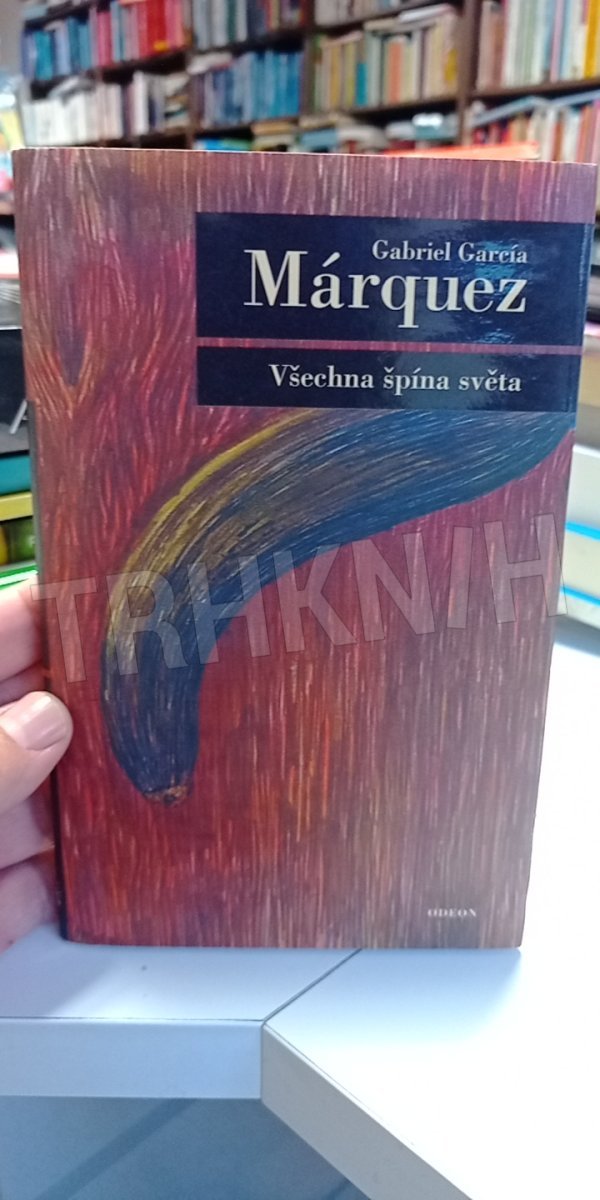 Gabriel García
Márquez
Všechna špína světa
TRHKNIH
ODEON